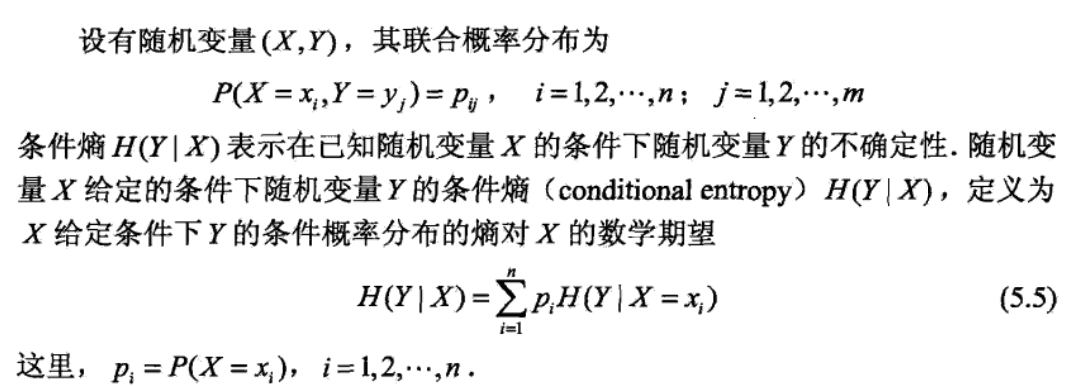 设有随机变量(X,Y)，其联合概率分布为
P(X = x_i, Y = y_j) = p_{ij}， i = 1,2,⋯,n； j = 1,2,⋯,m
条件熵 H(Y|X) 表示在已知随机变量 X 的条件下随机变量 Y 的不确定性. 随机变
量 X 给定的条件下随机变量 Y 的条件熵（conditional entropy） H(Y|X)，定义为
X 给定条件下 Y 的条件概率分布的熵对 X 的数学期望
H(Y|X) = \sum_{i=1}^{n} p_i H(Y|X = x_i) (5.5)
这里， p_i = P(X = x_i)， i = 1,2,⋯,n .